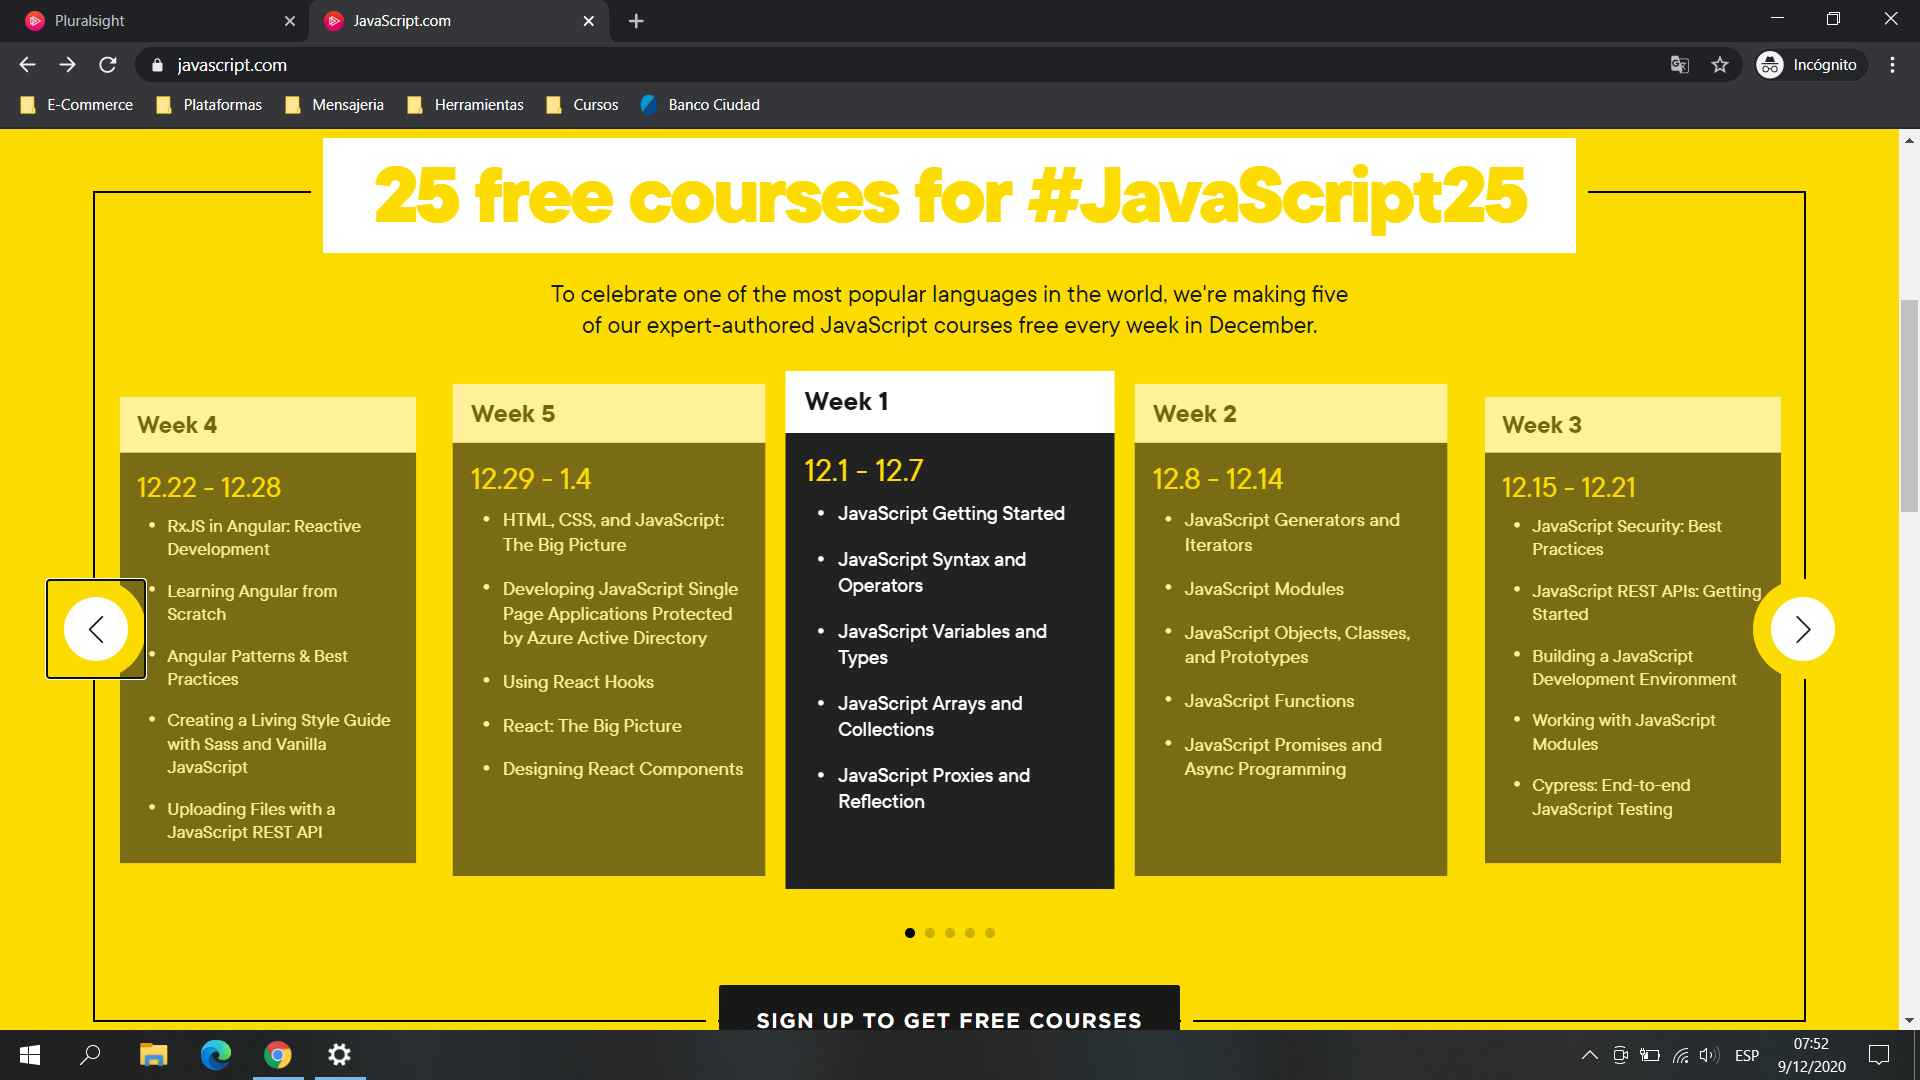 Pluralsight
JavaScript.com
javascript.com
Incógnito
E-Commerce
Plataformas
Mensajeria
Herramientas
Cursos
Banco Ciudad
25 free courses for #JavaScript25
To celebrate one of the most popular languages in the world, we're making five
of our expert-authored JavaScript courses free every week in December.
Week 4
12.22 - 12.28
• RxJS in Angular: Reactive
Development
• Learning Angular from
Scratch
• Angular Patterns & Best
Practices
• Creating a Living Style Guide
with Sass and Vanilla
JavaScript
• Uploading Files with a
JavaScript REST API
Week 5
12.29 - 1.4
• HTML, CSS, and JavaScript:
The Big Picture
• Developing JavaScript Single
Page Applications Protected
by Azure Active Directory
• Using React Hooks
• React: The Big Picture
• Designing React Components
Week 1
12.1 - 12.7
• JavaScript Getting Started
• JavaScript Syntax and
Operators
• JavaScript Variables and
Types
• JavaScript Arrays and
Collections
• JavaScript Proxies and
Reflection
Week 2
12.8 - 12.14
• JavaScript Generators and
Iterators
• JavaScript Modules
• JavaScript Objects, Classes,
and Prototypes
• JavaScript Functions
• JavaScript Promises and
Async Programming
Week 3
12.15 - 12.21
• JavaScript Security: Best
Practices
• JavaScript REST APIs: Getting
Started
• Building a JavaScript
Development Environment
• Working with JavaScript
Modules
• Cypress: End-to-end
JavaScript Testing
SIGN UP TO GET FREE COURSES
ESP
07:52
9/12/2020